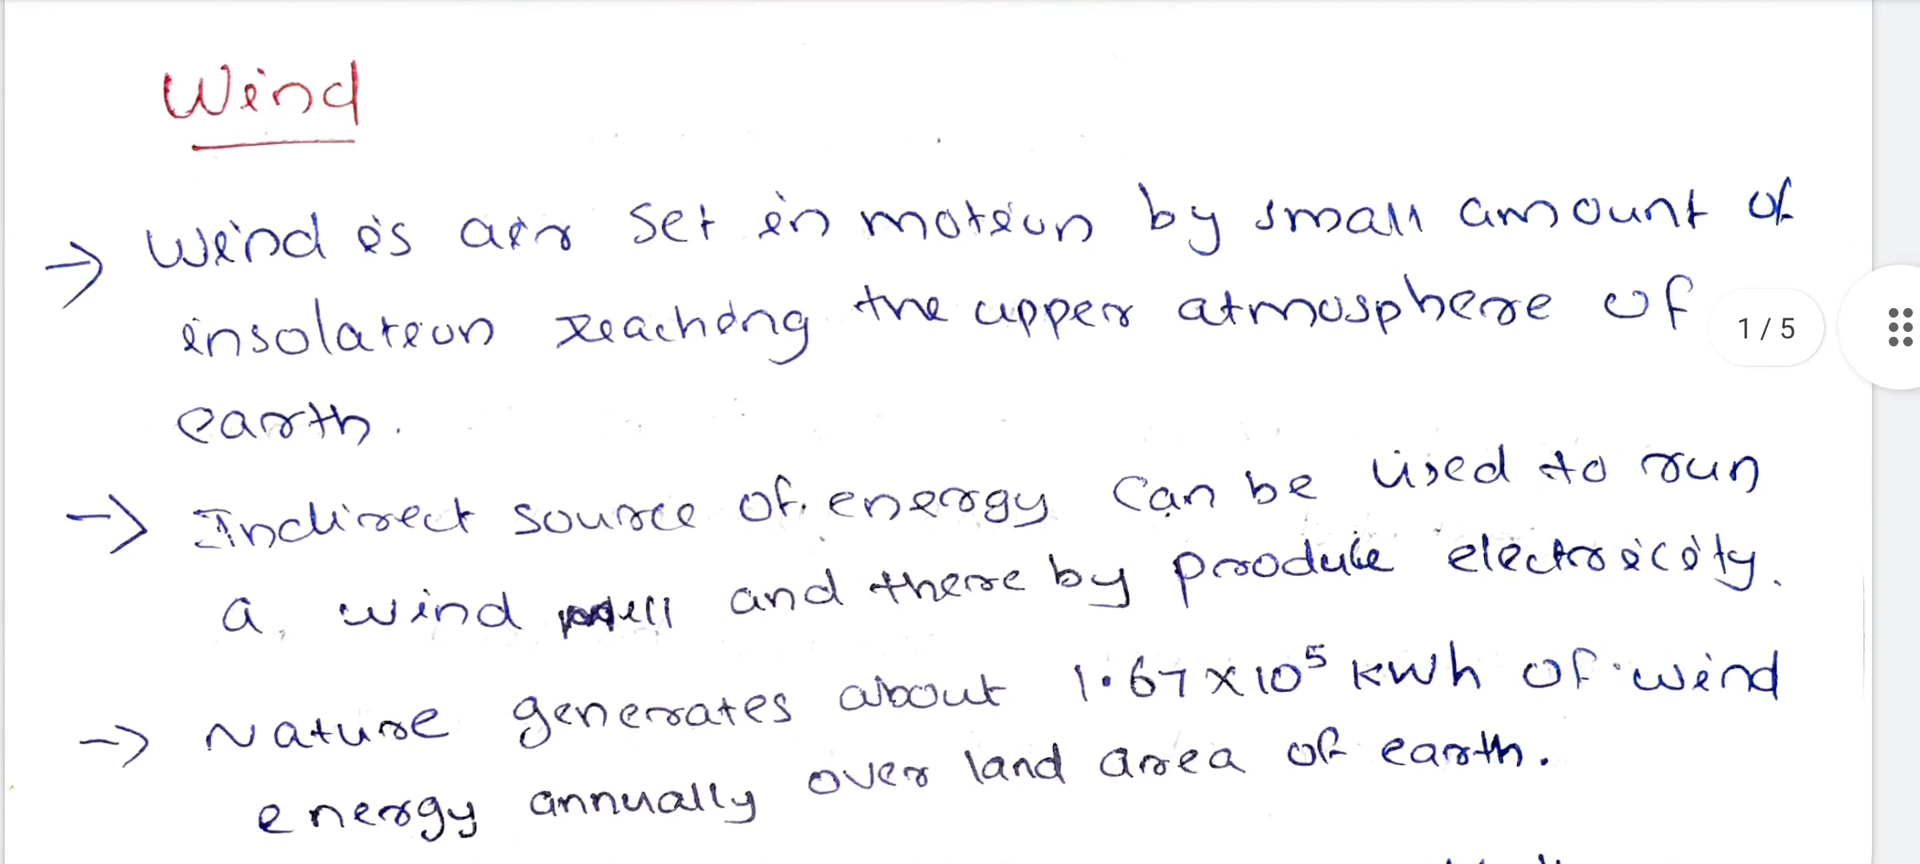 Wind
→ Wind is air set in motion by small amount of
insolation reaching the upper atmosphere of
1 / 5
earth.
→ Indirect source of energy can be used to run
a wind and there by produce electricity.
→ Nature generates about 1.67 × 10⁵ kwh of wind
energy annually over land area of earth.